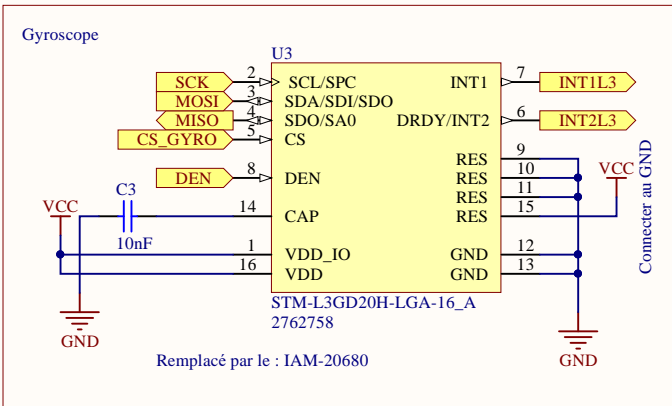 Gyroscope
U3
SCK 2 SCL/SPC INT1 7 INT1L3
MOSI 3 SDA/SDI/SDO
MISO 4 SDO/SA0 DRDY/INT2 6 INT2L3
CS_GYRO 5 CS
RES 9
DEN 8 DEN RES 10
RES 11
C3 14 CAP RES 15 VCC
VCC
10nF
1 VDD_IO GND 12
16 VDD GND 13
Connecter au GND
STM-L3GD20H-LGA-16_A
2762758
GND
GND
Remplacé par le : IAM-20680